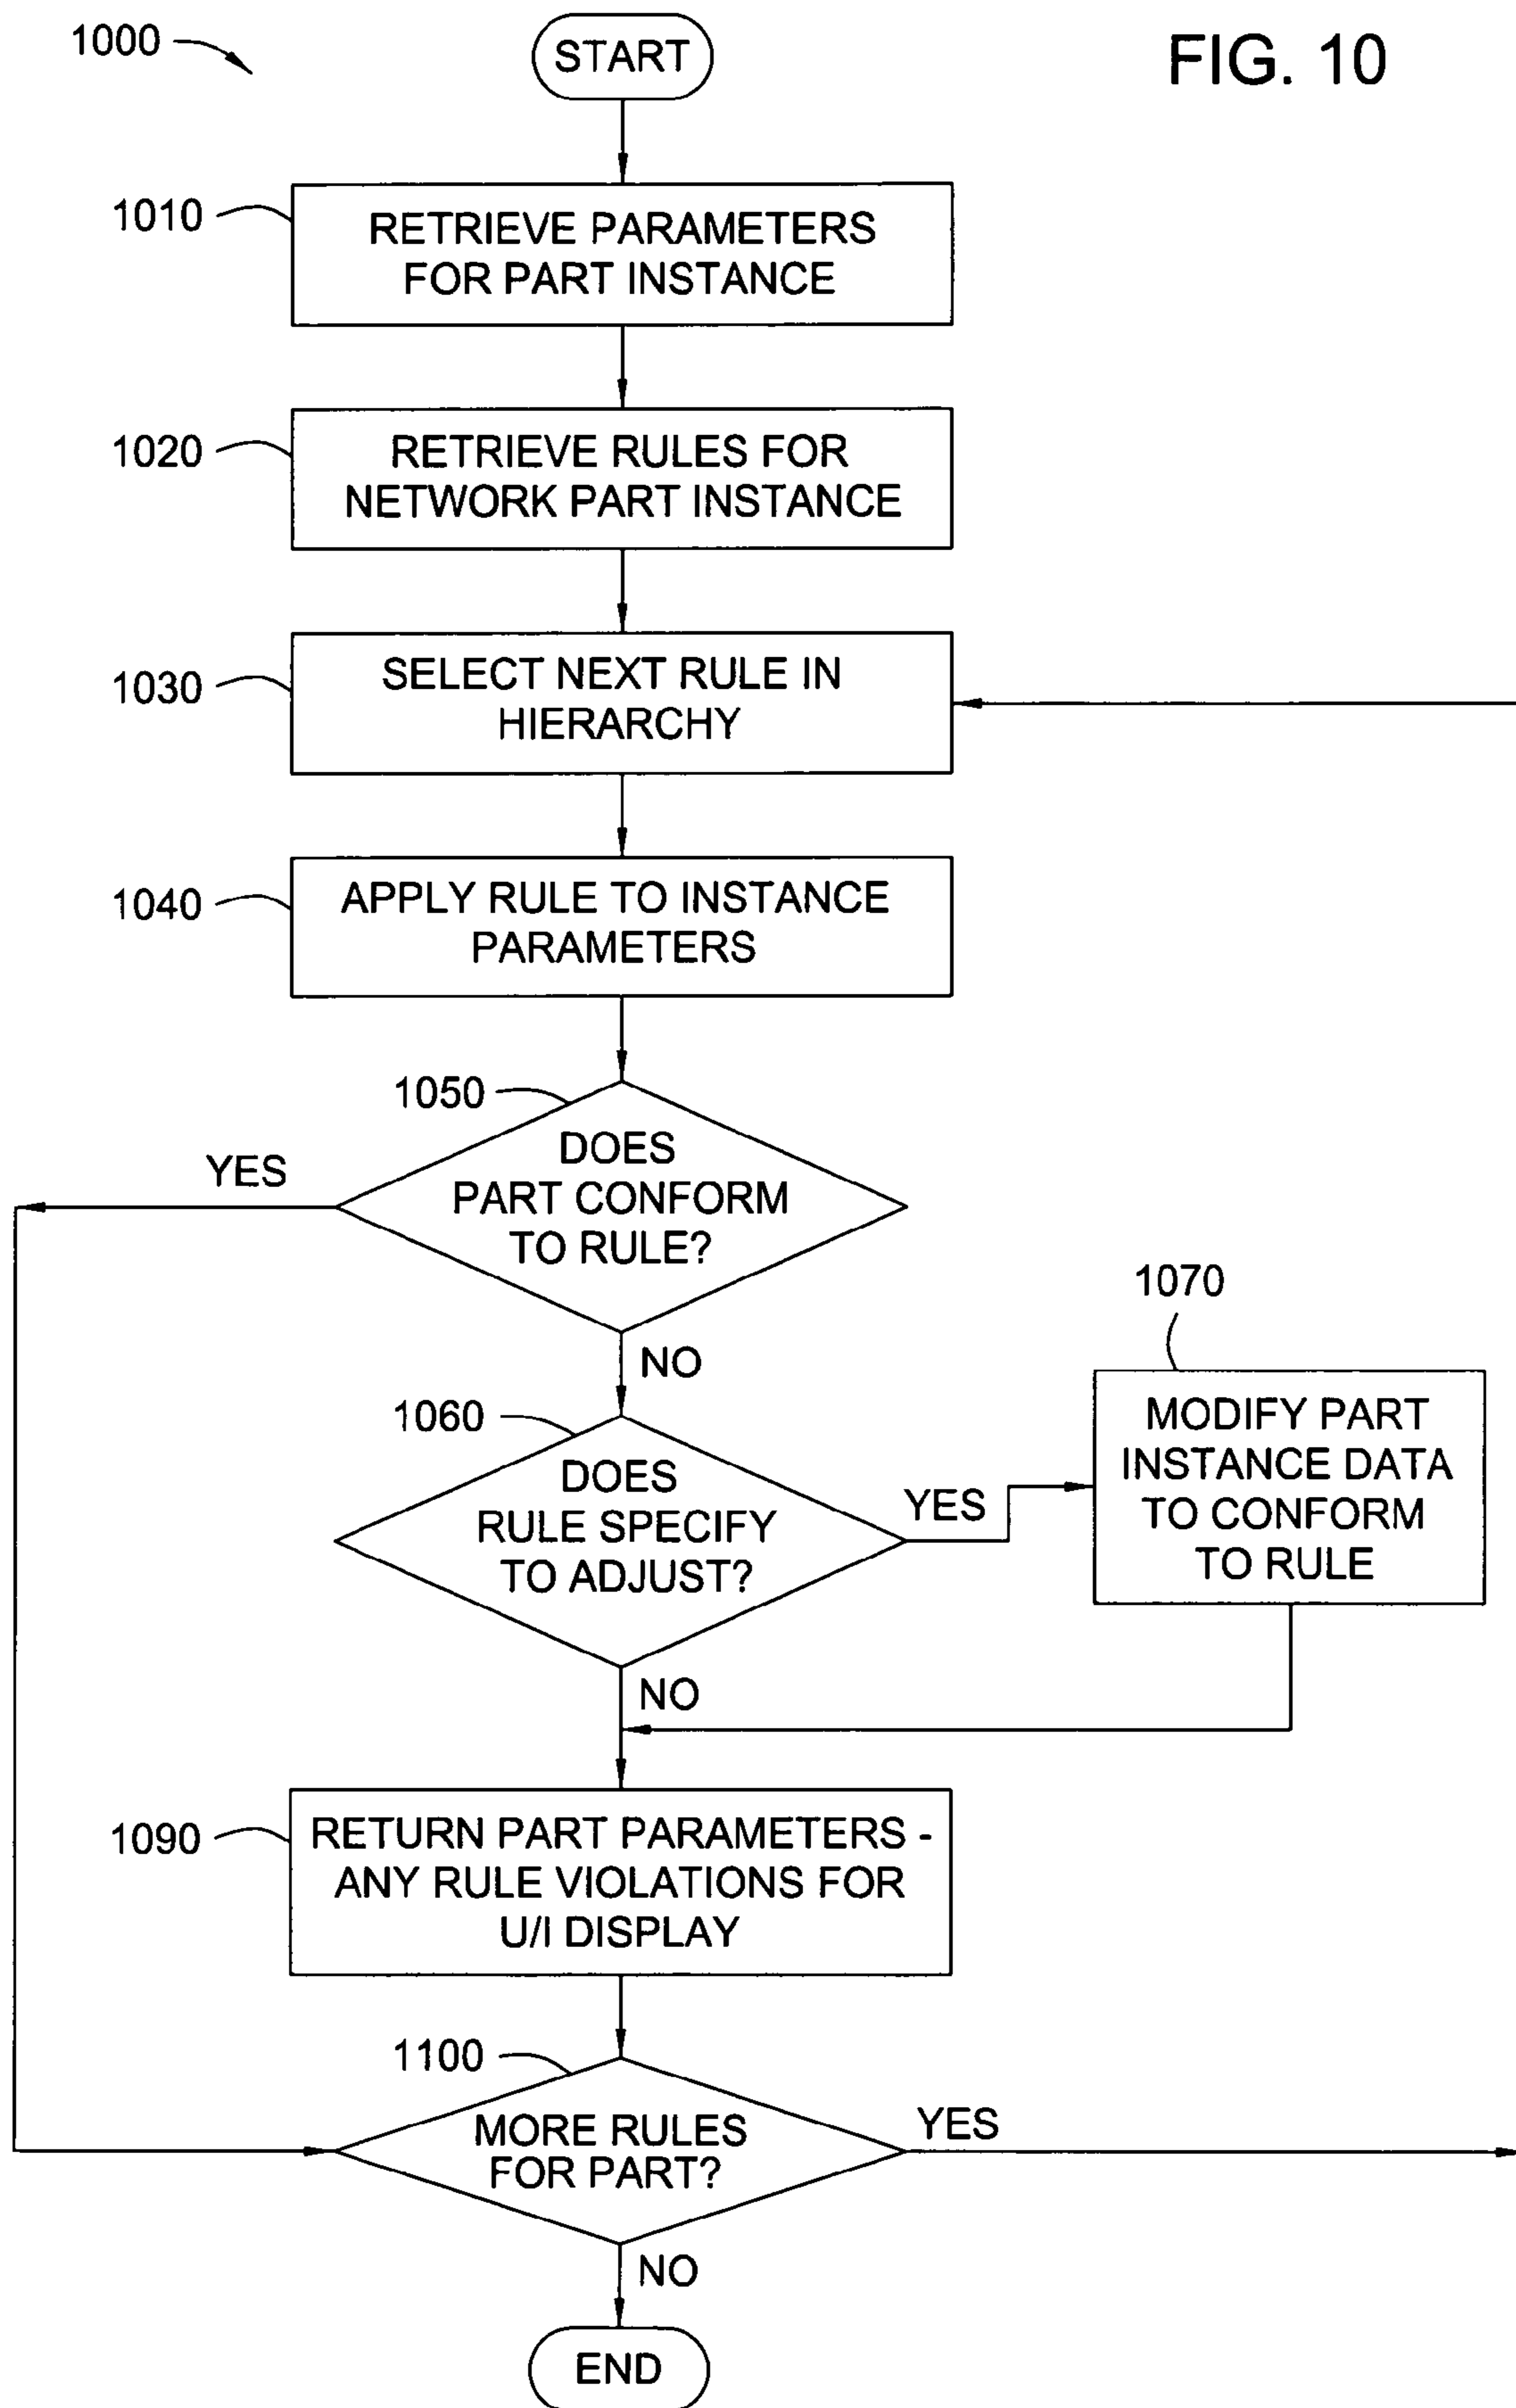 1000
START
FIG. 10
1010
RETRIEVE PARAMETERS
FOR PART INSTANCE
1020
RETRIEVE RULES FOR
NETWORK PART INSTANCE
1030
SELECT NEXT RULE IN
HIERARCHY
1040
APPLY RULE TO INSTANCE
PARAMETERS
1050
DOES
PART CONFORM
TO RULE?
YES
NO
1060
DOES
RULE SPECIFY
TO ADJUST?
YES
1070
MODIFY PART
INSTANCE DATA
TO CONFORM
TO RULE
NO
1090
RETURN PART PARAMETERS -
ANY RULE VIOLATIONS FOR
U/I DISPLAY
1100
MORE RULES
FOR PART?
YES
NO
END